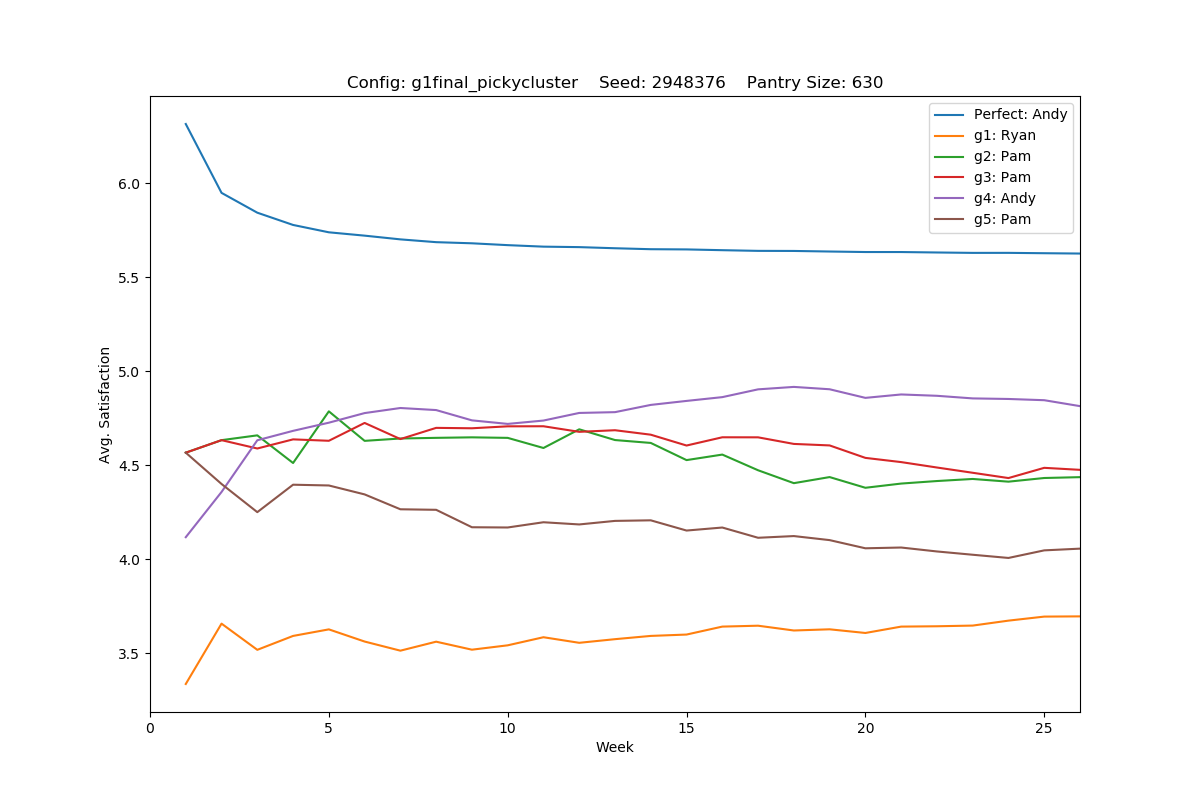 Config: g1final_pickycluster    Seed: 2948376    Pantry Size: 630
Perfect: Andy
g1: Ryan
g2: Pam
g3: Pam
g4: Andy
g5: Pam
Avg. Satisfaction
6.0
5.5
5.0
4.5
4.0
3.5
0 5 10 15 20 25
Week